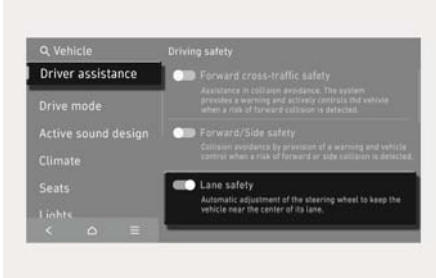 Vehicle
Driving safety
Driver assistance
Forward cross-traffic safety
Assistance in collision avoidance. The system
provides a warning and actively controls thd vehivle
when a risk of forward collision is detected.
Drive mode
Active sound design
Forward/Side safety
Collision avoidance by provision of a warning and vehicle
control when a risk of forward or side collision is detected.
Climate
Seats
Lane safety
Automatic adjustment of the steering wheel to keep the
vehicle near the center of its lane.
Lights